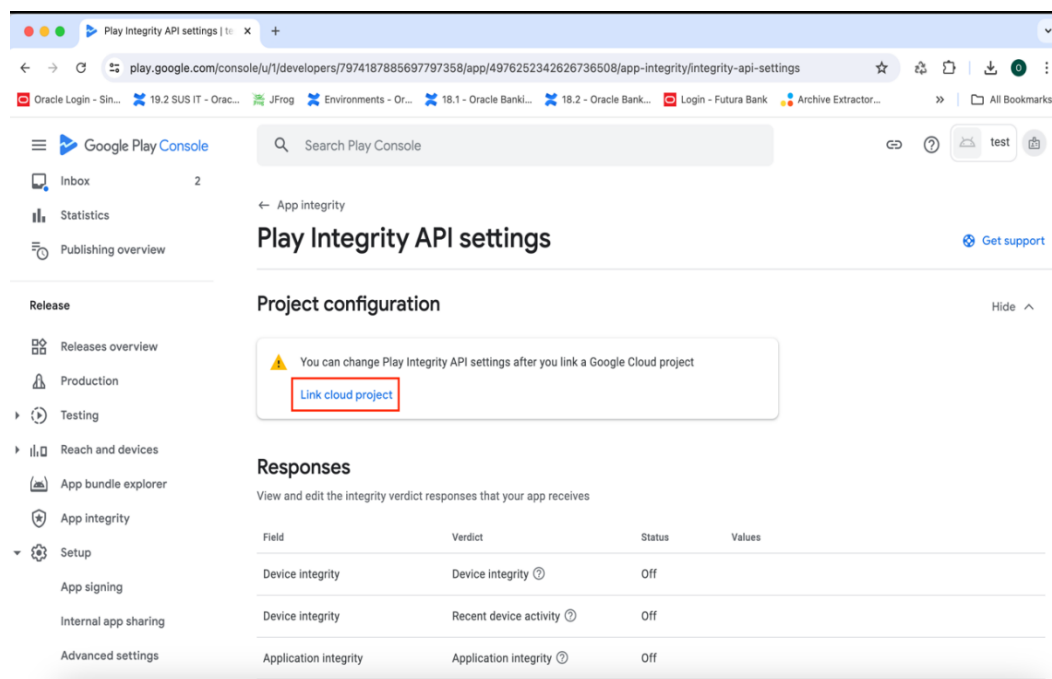 Play Integrity API settings | te
play.google.com/console/u/1/developers/7974187885697797358/app/4976252342626736508/app-integrity/integrity-api-settings
O
Oracle Login - Sin... 19.2 SUS IT - Orac... JFrog Environments - Or... 18.1 - Oracle Banki... 18.2 - Oracle Bank... Login - Futura Bank Archive Extractor... » All Bookmarks
Google Play Console
Search Play Console
test
Inbox 2
Statistics
Publishing overview
Release
Releases overview
Production
Testing
Reach and devices
App bundle explorer
App integrity
Setup
App signing
Internal app sharing
Advanced settings
← App integrity
Play Integrity API settings
Get support
Project configuration
Hide
You can change Play Integrity API settings after you link a Google Cloud project
Link cloud project
Responses
View and edit the integrity verdict responses that your app receives
Field Verdict Status Values
Device integrity Device integrity Off
Device integrity Recent device activity Off
Application integrity Application integrity Off